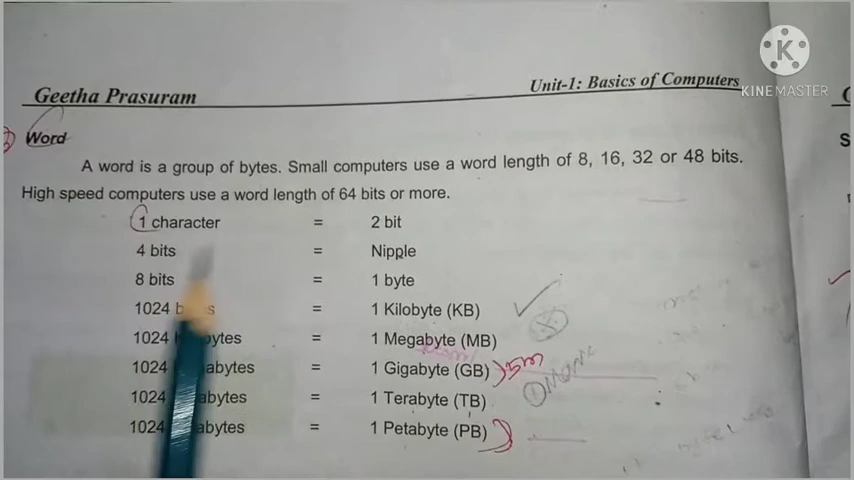 K
KINEMASTER
Geetha Prasuram
Unit-1: Basics of Computers
Word
A word is a group of bytes. Small computers use a word length of 8, 16, 32 or 48 bits.
High speed computers use a word length of 64 bits or more.
1 character = 2 bit
4 bits = Nipple
8 bits = 1 byte
1024 = 1 Kilobyte (KB)
1024 = 1 Megabyte (MB)
1024 = 1 Gigabyte (GB)
1024 = 1 Terabyte (TB)
1024 = 1 Petabyte (PB)